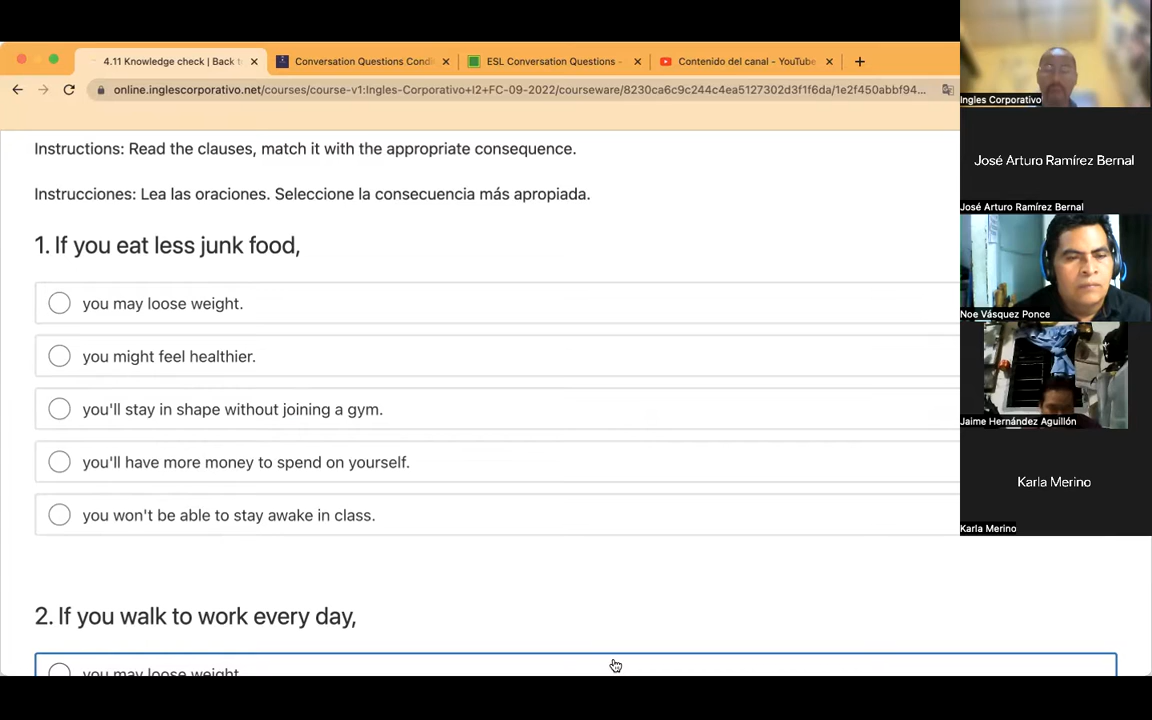 4.11 Knowledge check | Back t
Conversation Questions Condi
ESL Conversation Questions -
Contenido del canal - YouTube
online.inglescorporativo.net/courses/course-v1:Ingles-Corporativo+I2+FC-09-2022/courseware/8230ca6c9c244c4ea5127302d3f1f6da/1e2f450abbf94...
Instructions: Read the clauses, match it with the appropriate consequence.
Instrucciones: Lea las oraciones. Seleccione la consecuencia más apropiada.
1. If you eat less junk food,
you may loose weight.
you might feel healthier.
you'll stay in shape without joining a gym.
you'll have more money to spend on yourself.
you won't be able to stay awake in class.
2. If you walk to work every day,
you may loose weight.
Ingles Corporativo
José Arturo Ramírez Bernal
José Arturo Ramírez Bernal
Noe Vásquez Ponce
Jaime Hernández Aguillón
Karla Merino
Karla Merino